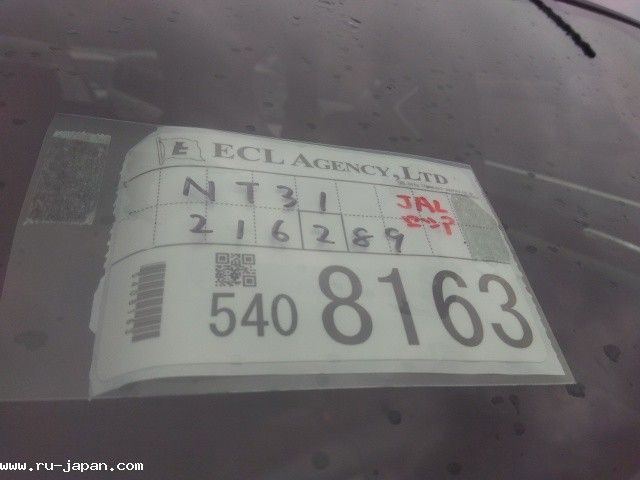 E ECL AGENCY, LTD
NT31 JAL
216289
540 8163
www.ru-japan.com